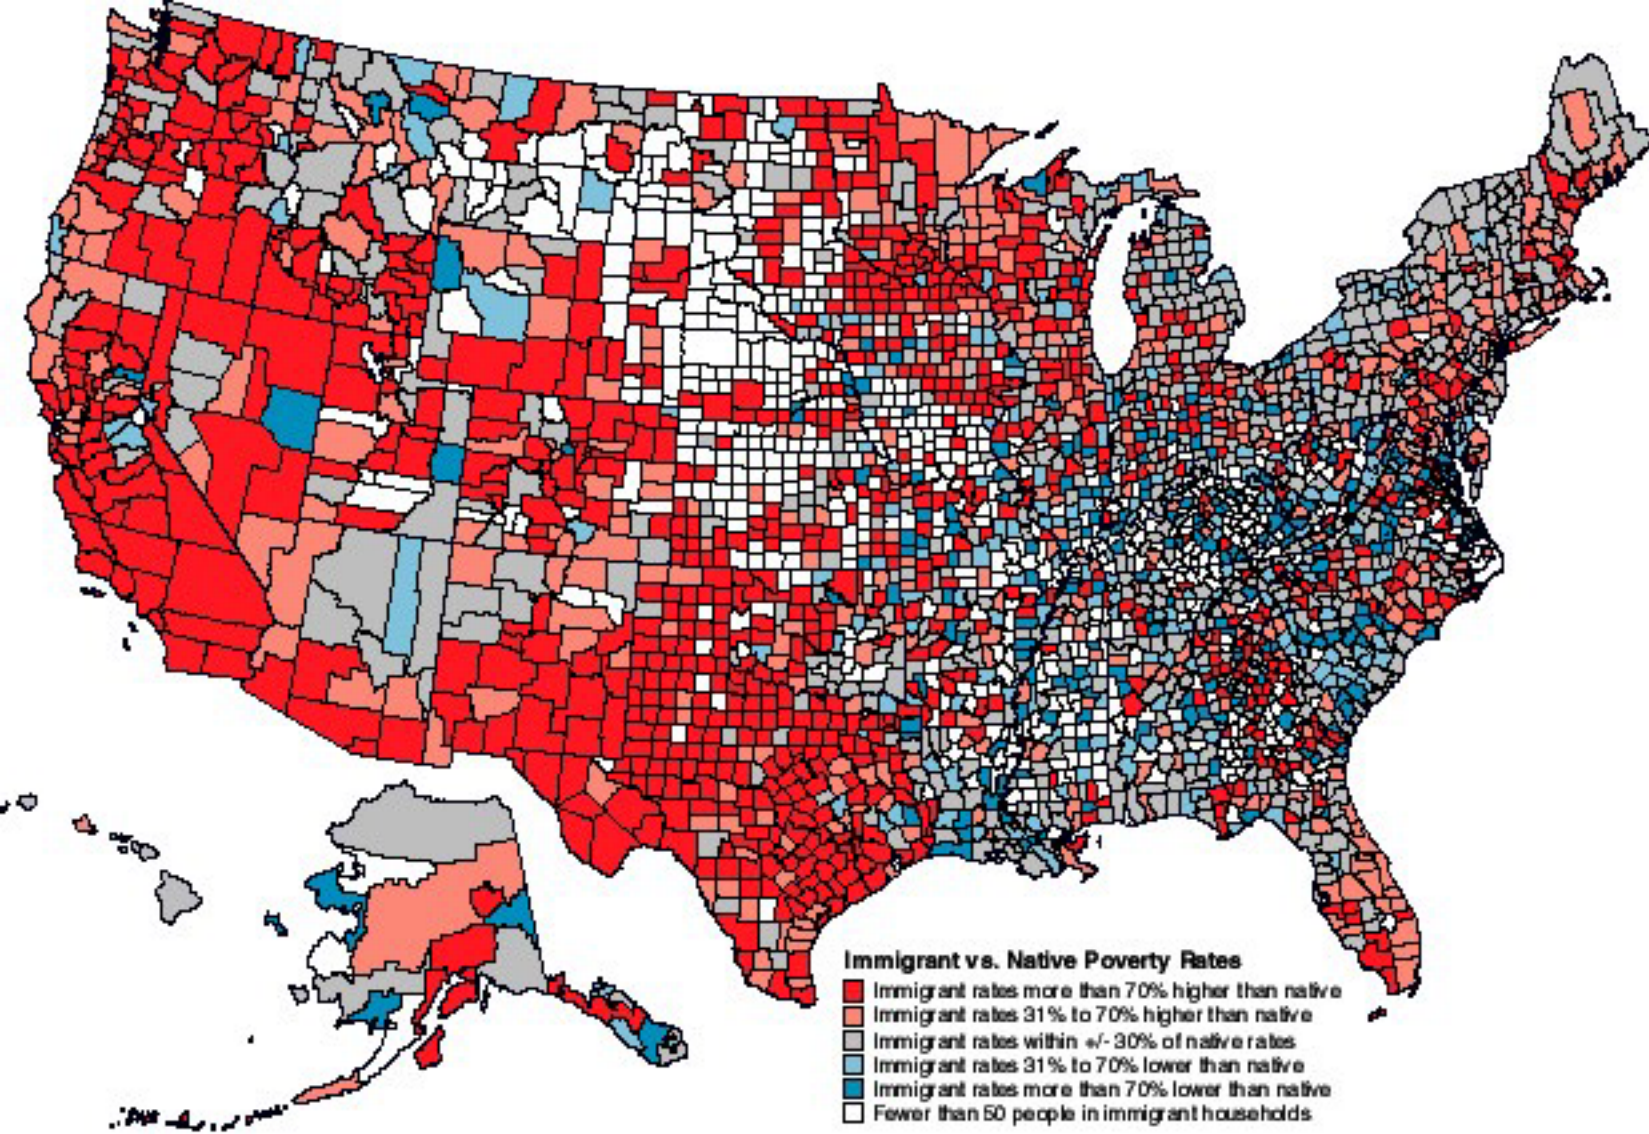 Immigrant vs. Native Poverty Rates
Immigrant rates more than 70% higher than native
Immigrant rates 31% to 70% higher than native
Immigrant rates within +/- 30% of native rates
Immigrant rates 31% to 70% lower than native
Immigrant rates more than 70% lower than native
Fewer than 50 people in immigrant households